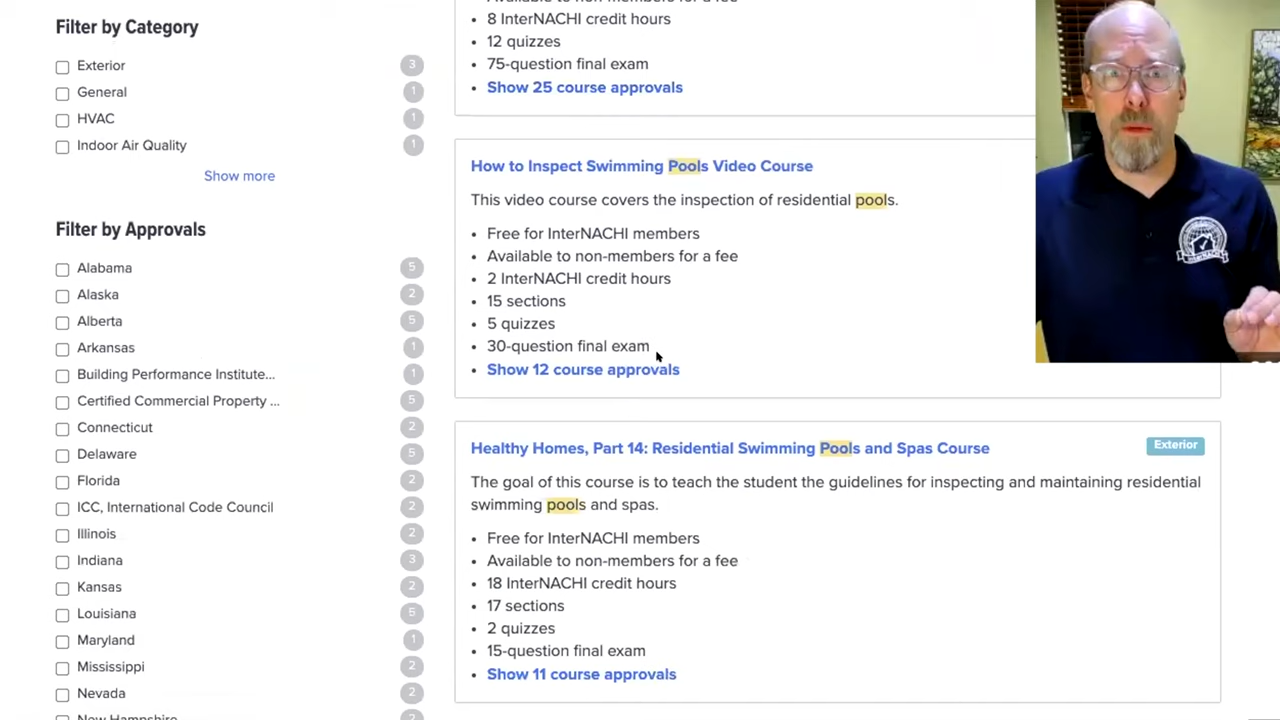 Filter by Category
Exterior 3
General 1
HVAC 1
Indoor Air Quality 1
Show more
Filter by Approvals
Alabama 5
Alaska 2
Alberta 5
Arkansas 1
Building Performance Institute... 1
Certified Commercial Property ... 5
Connecticut 2
Delaware 5
Florida 2
ICC, International Code Council 2
Illinois 2
Indiana 3
Kansas 2
Louisiana 5
Maryland 1
Mississippi 2
Nevada 2
New Hampshire 2
Available to non-members for a fee
• 8 InterNACHI credit hours
• 12 quizzes
• 75-question final exam
• Show 25 course approvals
How to Inspect Swimming Pools Video Course
This video course covers the inspection of residential pools.
• Free for InterNACHI members
• Available to non-members for a fee
• 2 InterNACHI credit hours
• 15 sections
• 5 quizzes
• 30-question final exam
• Show 12 course approvals
Healthy Homes, Part 14: Residential Swimming Pools and Spas Course
Exterior
The goal of this course is to teach the student the guidelines for inspecting and maintaining residential
swimming pools and spas.
• Free for InterNACHI members
• Available to non-members for a fee
• 18 InterNACHI credit hours
• 17 sections
• 2 quizzes
• 15-question final exam
• Show 11 course approvals